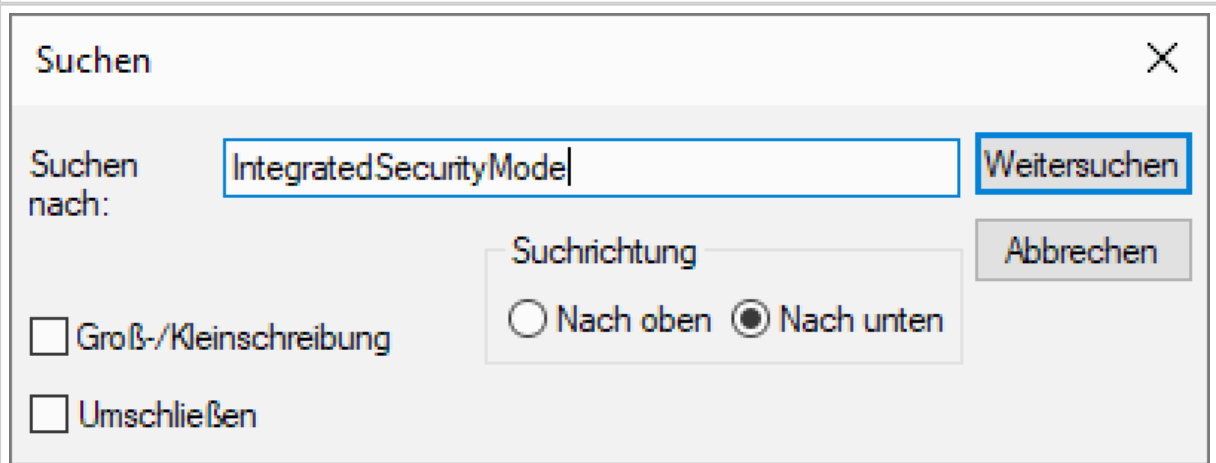 Suchen
Suchen
nach:
IntegratedSecurityMode
Weitersuchen
Abbrechen
Suchrichtung
Nach oben
Nach unten
Groß-/Kleinschreibung
Umschließen